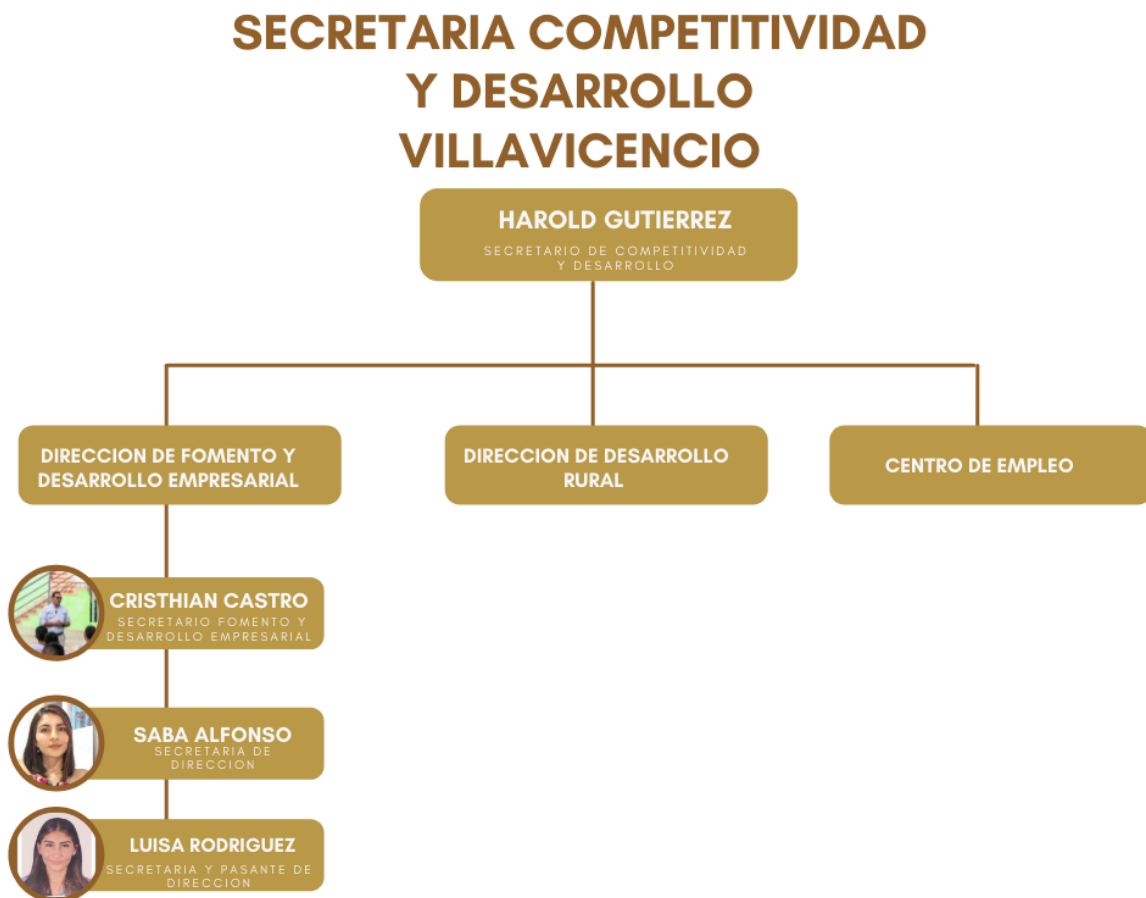 SECRETARIA COMPETITIVIDAD
Y DESARROLLO
VILLAVICENCIO
HAROLD GUTIERREZ
SECRETARIO DE COMPETITIVIDAD
Y DESARROLLO
DIRECCION DE FOMENTO Y
DESARROLLO EMPRESARIAL
DIRECCION DE DESARROLLO
RURAL
CENTRO DE EMPLEO
CRISTHIAN CASTRO
SECRETARIO FOMENTO Y
DESARROLLO EMPRESARIAL
SABA ALFONSO
SECRETARIA DE
DIRECCION
LUISA RODRIGUEZ
SECRETARIA Y PASANTE DE
DIRECCION